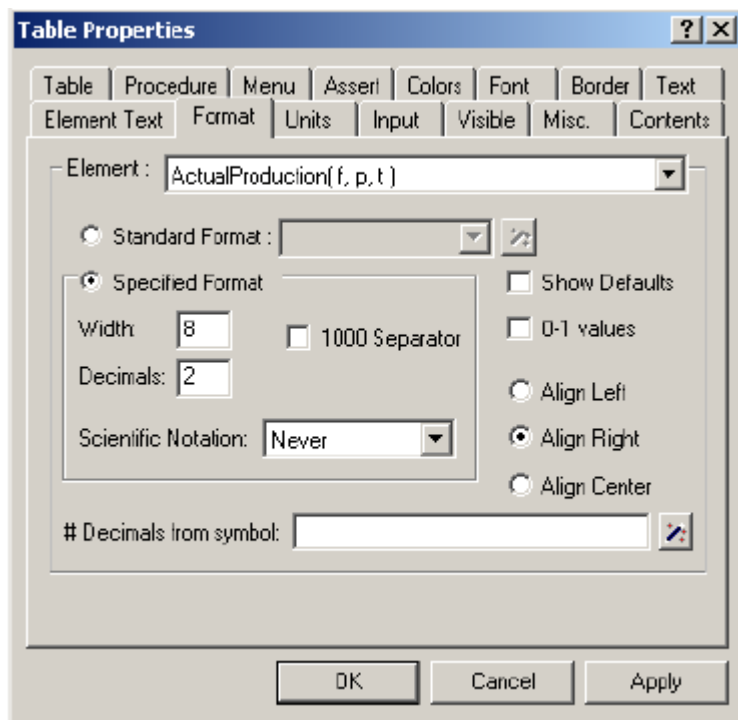 Table Properties
Table Procedure Menu Assert Colors Font Border Text
Element Text Format Units Input Visible Misc. Contents
Element :
ActualProduction( f, p, t )
Standard Format :
Specified Format
Show Defaults
Width:
8
1000 Separator
0-1 values
Decimals:
2
Align Left
Scientific Notation:
Never
Align Right
Align Center
# Decimals from symbol:
OK Cancel Apply